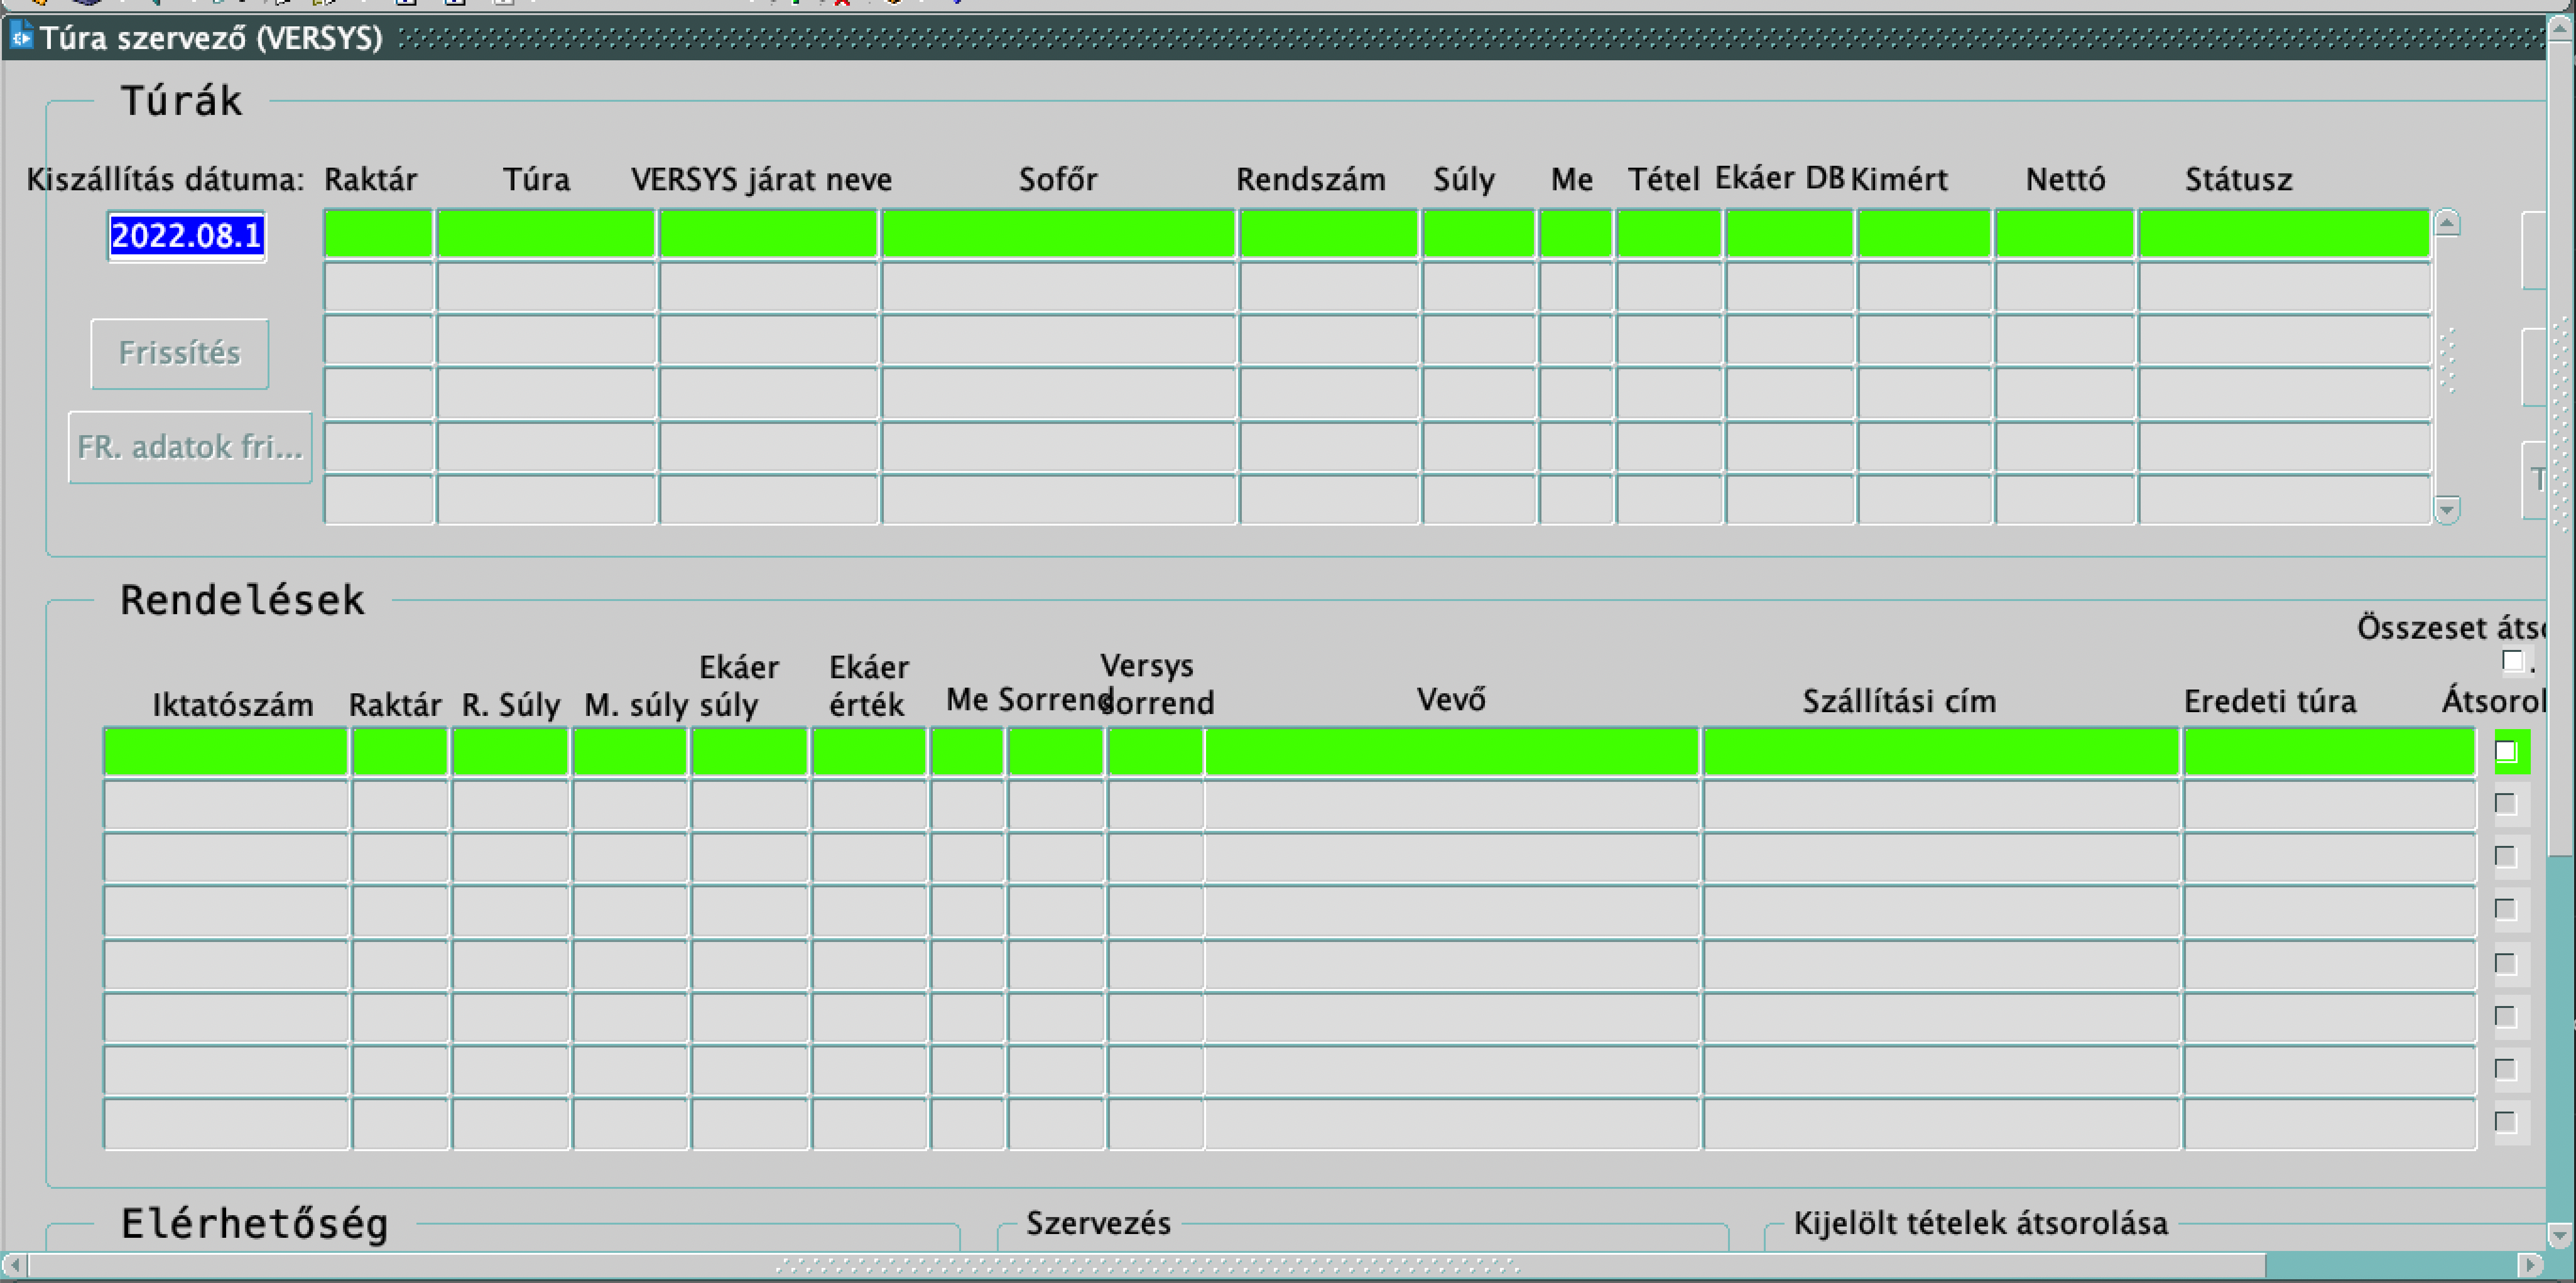 Túra szervező (VERSYS)
Túrák
Kiszállítás dátuma: Raktár Túra VERSYS járat neve Sofőr Rendszám Súly Me Tétel Ekáer DB Kimért Nettó Státusz
2022.08.1
Frissítés
FR. adatok fri...
T
Rendelések
Összeset átso
.
Iktatószám Raktár R. Súly M. súly Ekáer súly Ekáer érték Me Sorrend Versys sorrend Vevő Szállítási cím Eredeti túra Átsorol
Elérhetőség Szervezés Kijelölt tételek átsorolása